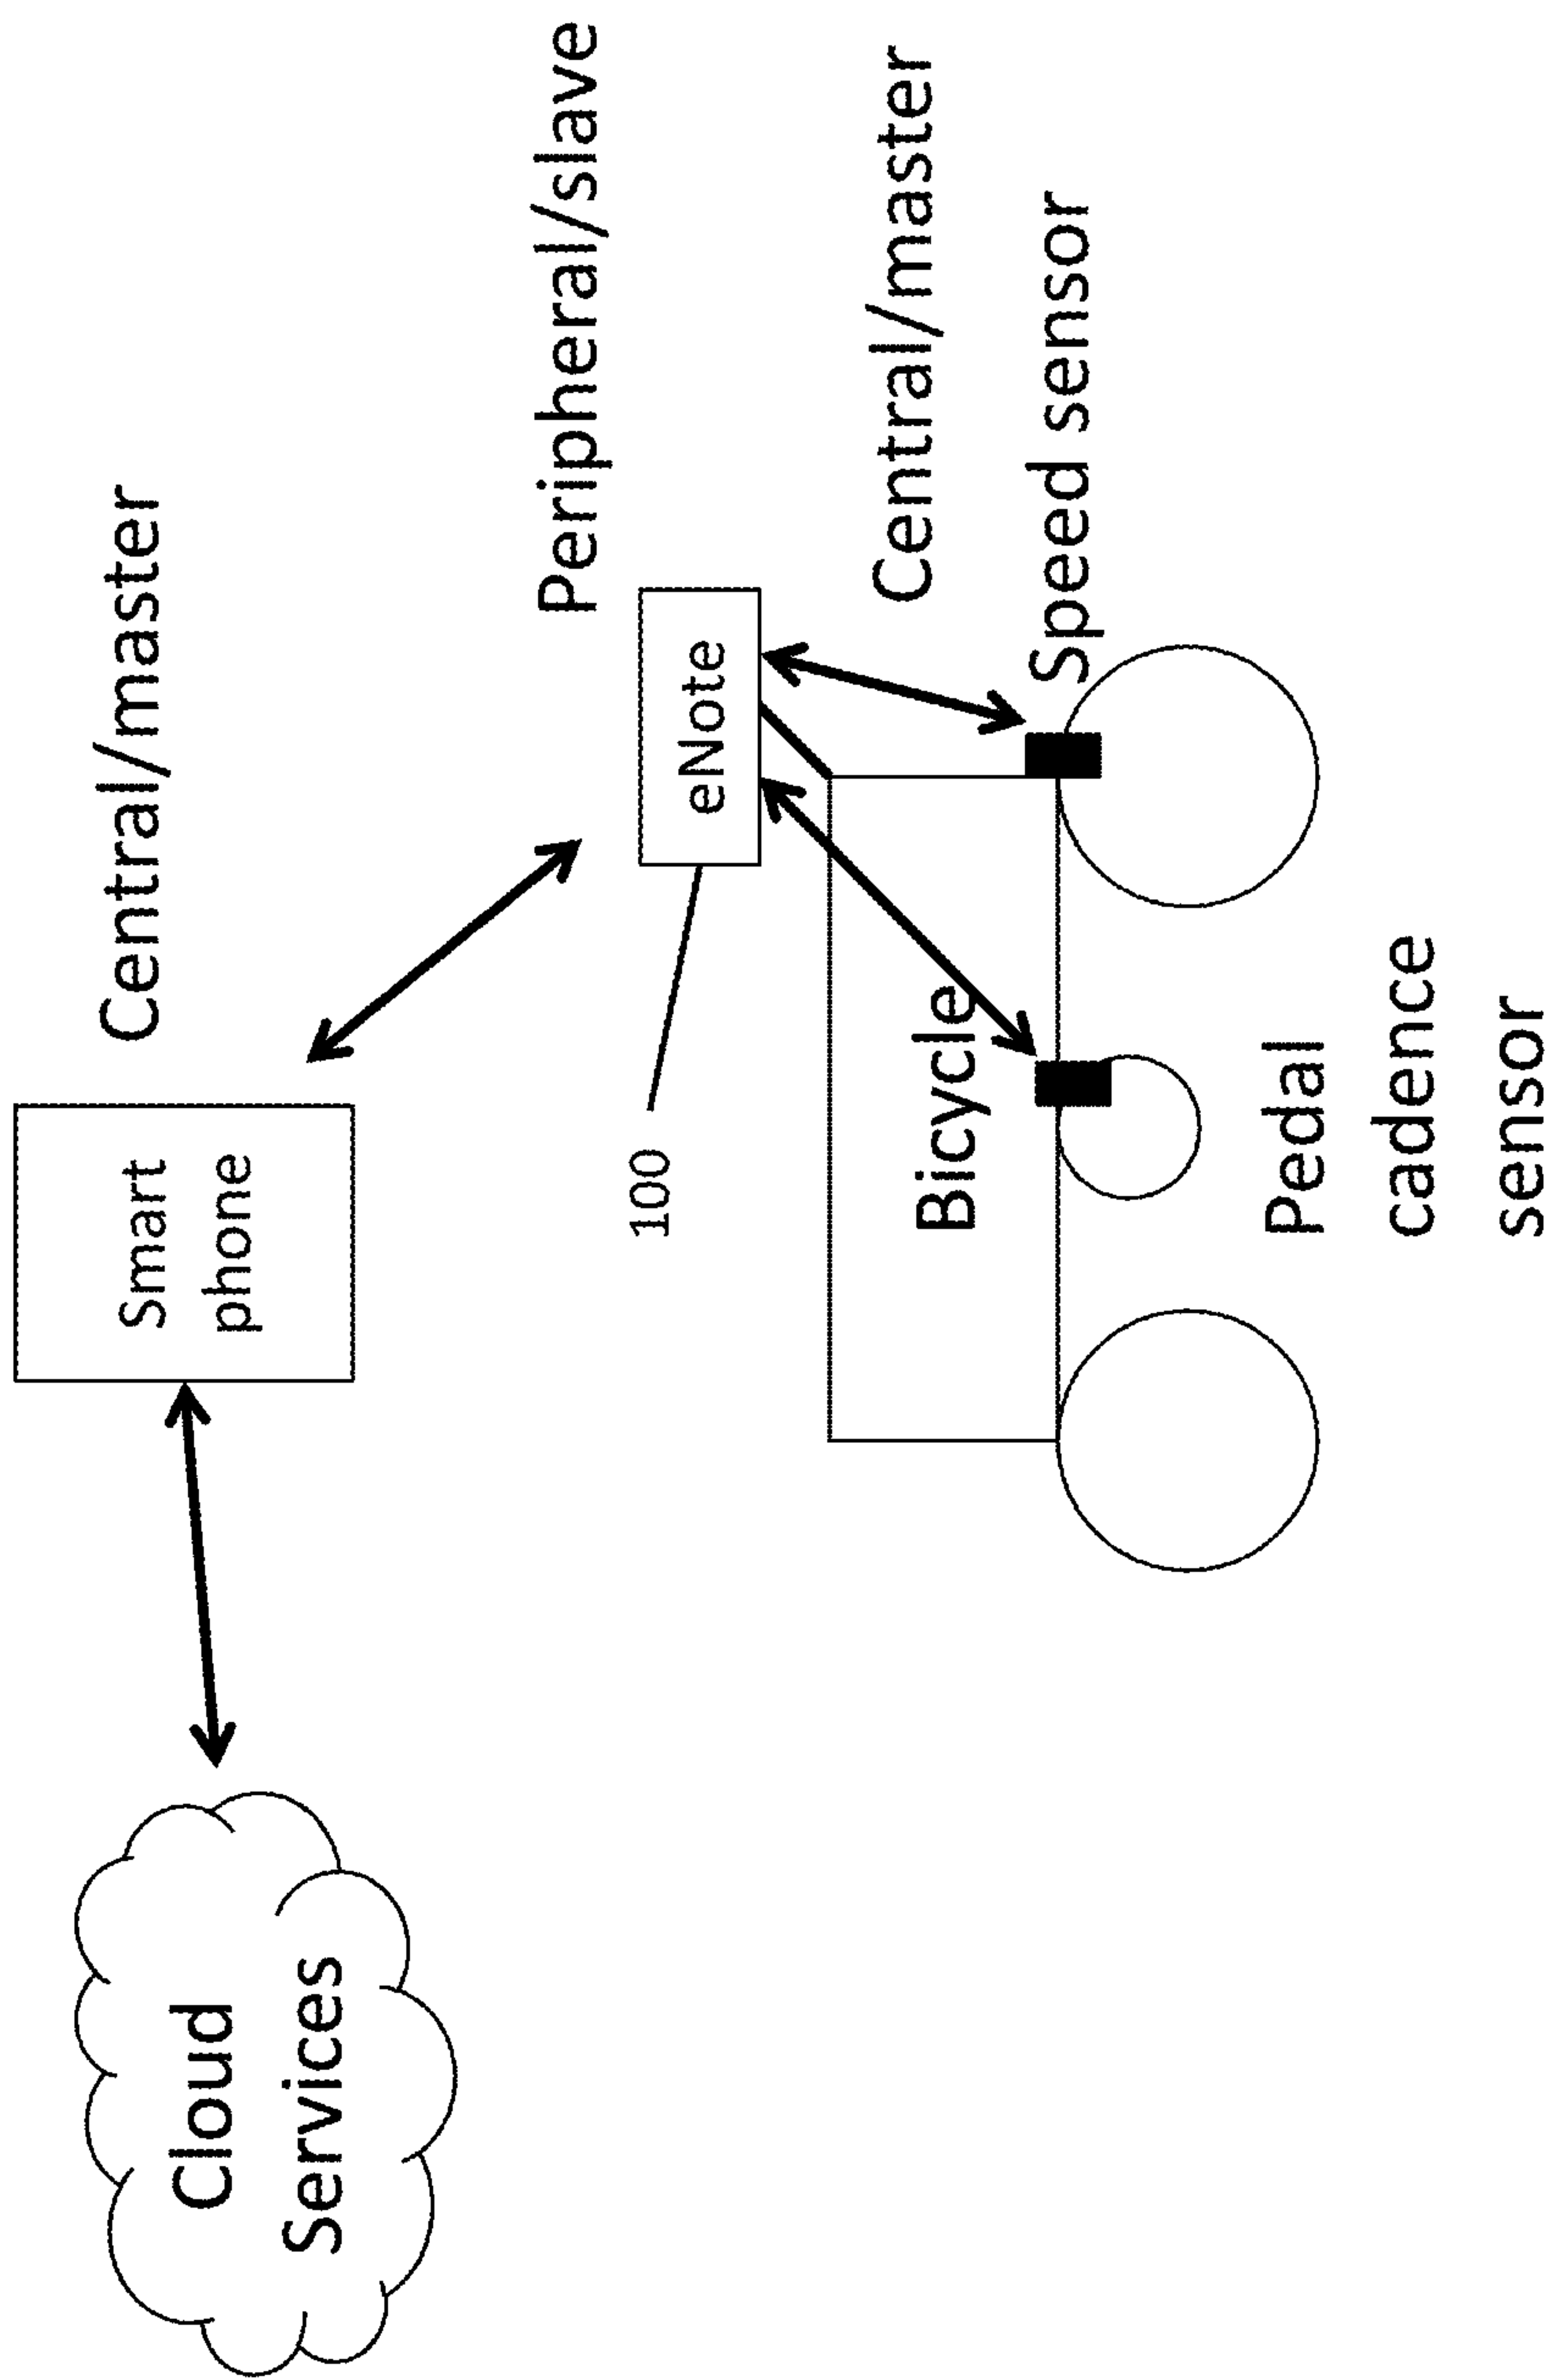 Cloud
Services
Smart
phone
Central/master
Peripheral/slave
eNote
100
Central/master
Speed sensor
Bicycle
Pedal
cadence
sensor